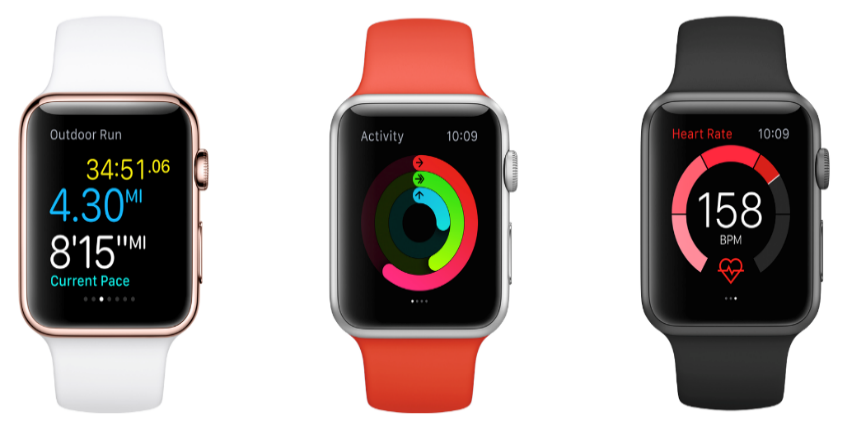 Outdoor Run
34:51.06
4.30MI
8'15"MI
Current Pace
Activity 10:09
Heart Rate 10:09
158
BPM